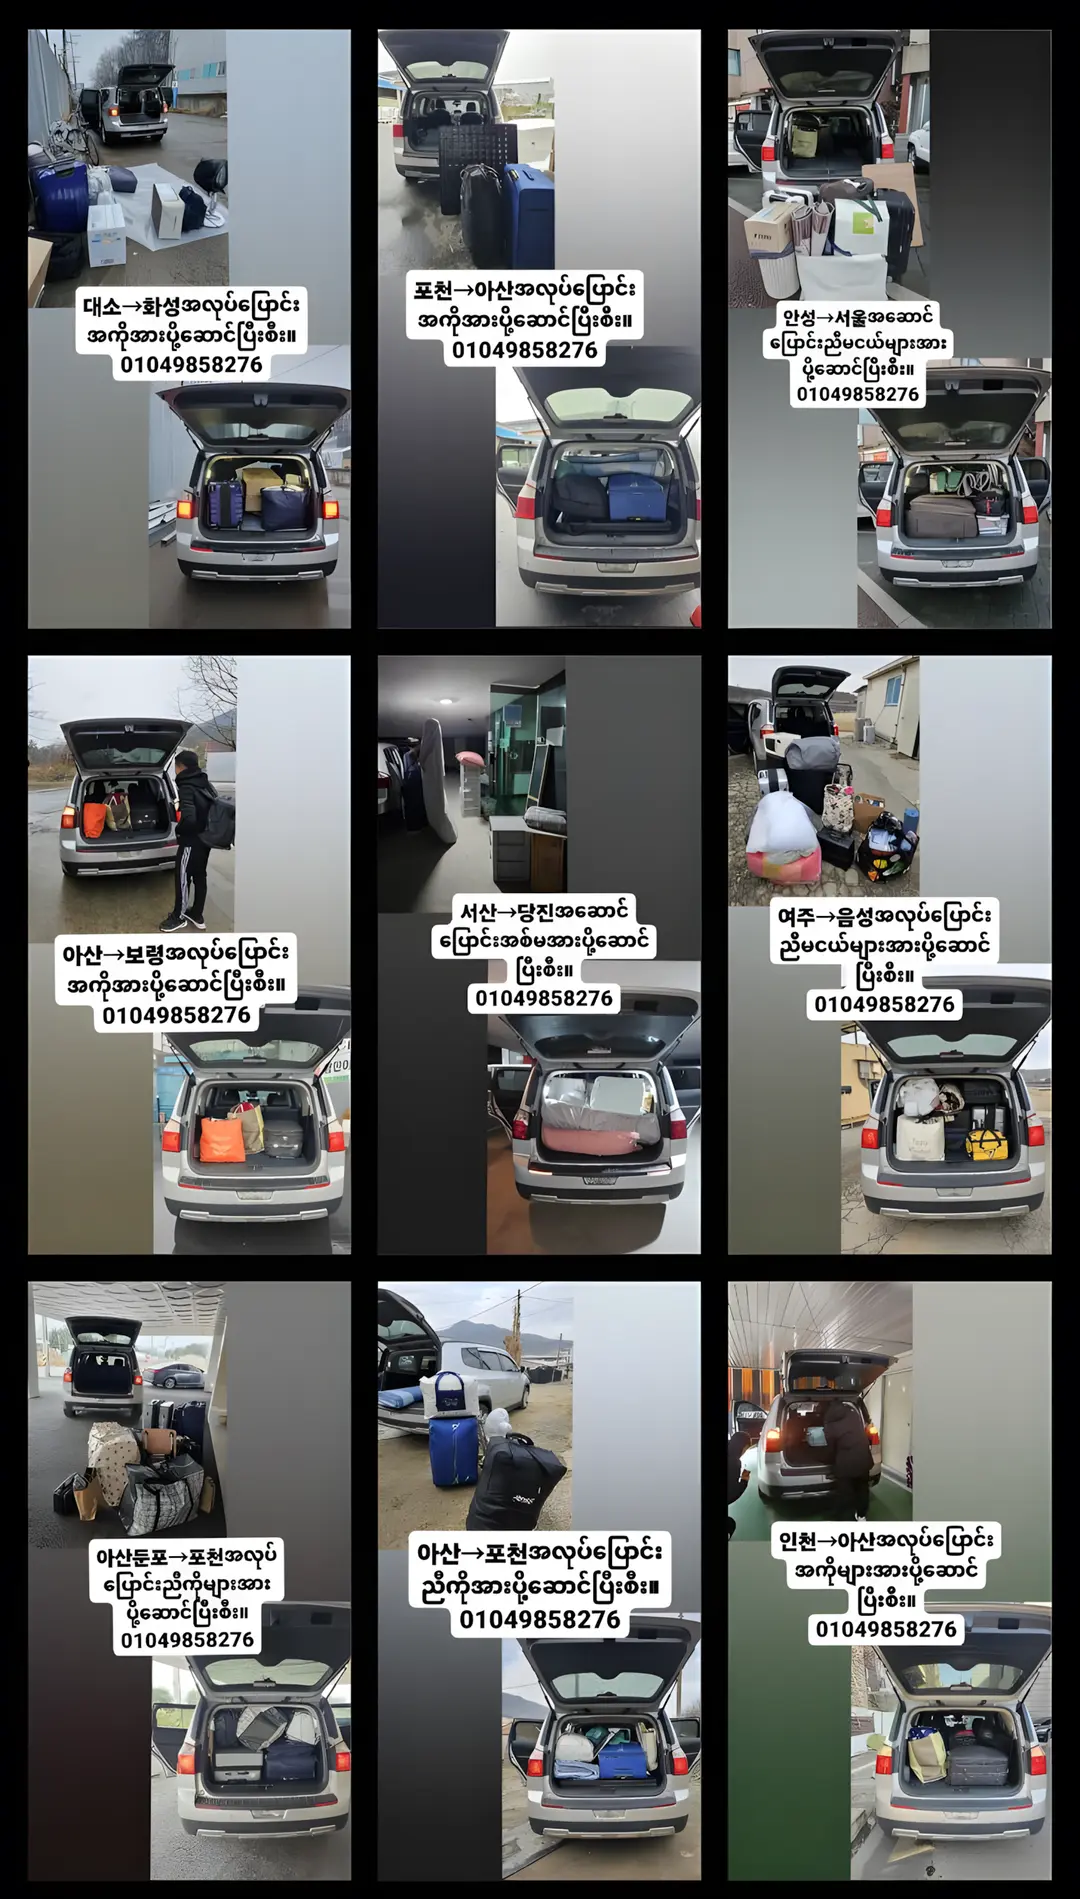 대소→화성အလုပ်ပြောင်း
အကိုအားပို့ဆောင်ပြီးစီး။
01049858276
포천→아산အလုပ်ပြောင်း
အကိုအားပို့ဆောင်ပြီးစီး။
01049858276
안성→서울အဆောင်
ပြောင်းညီမငယ်များအား
ပို့ဆောင်ပြီးစီး။
01049858276
아산→보령အလုပ်ပြောင်း
အကိုအားပို့ဆောင်ပြီးစီး။
01049858276
서산→당진အဆောင်
ပြောင်းအစ်မအားပို့ဆောင်
ပြီးစီး။
01049858276
여주→음성အလုပ်ပြောင်း
ညီမငယ်များအားပို့ဆောင်
ပြီးစီး။
01049858276
아산둔포→포천အလုပ်
ပြောင်းညီကိုများအား
ပို့ဆောင်ပြီးစီး။
01049858276
아산→포천အလုပ်ပြောင်း
ညီကိုအားပို့ဆောင်ပြီးစီး။
01049858276
인천→아산အလုပ်ပြောင်း
အကိုများအားပို့ဆောင်
ပြီးစီး။
01049858276